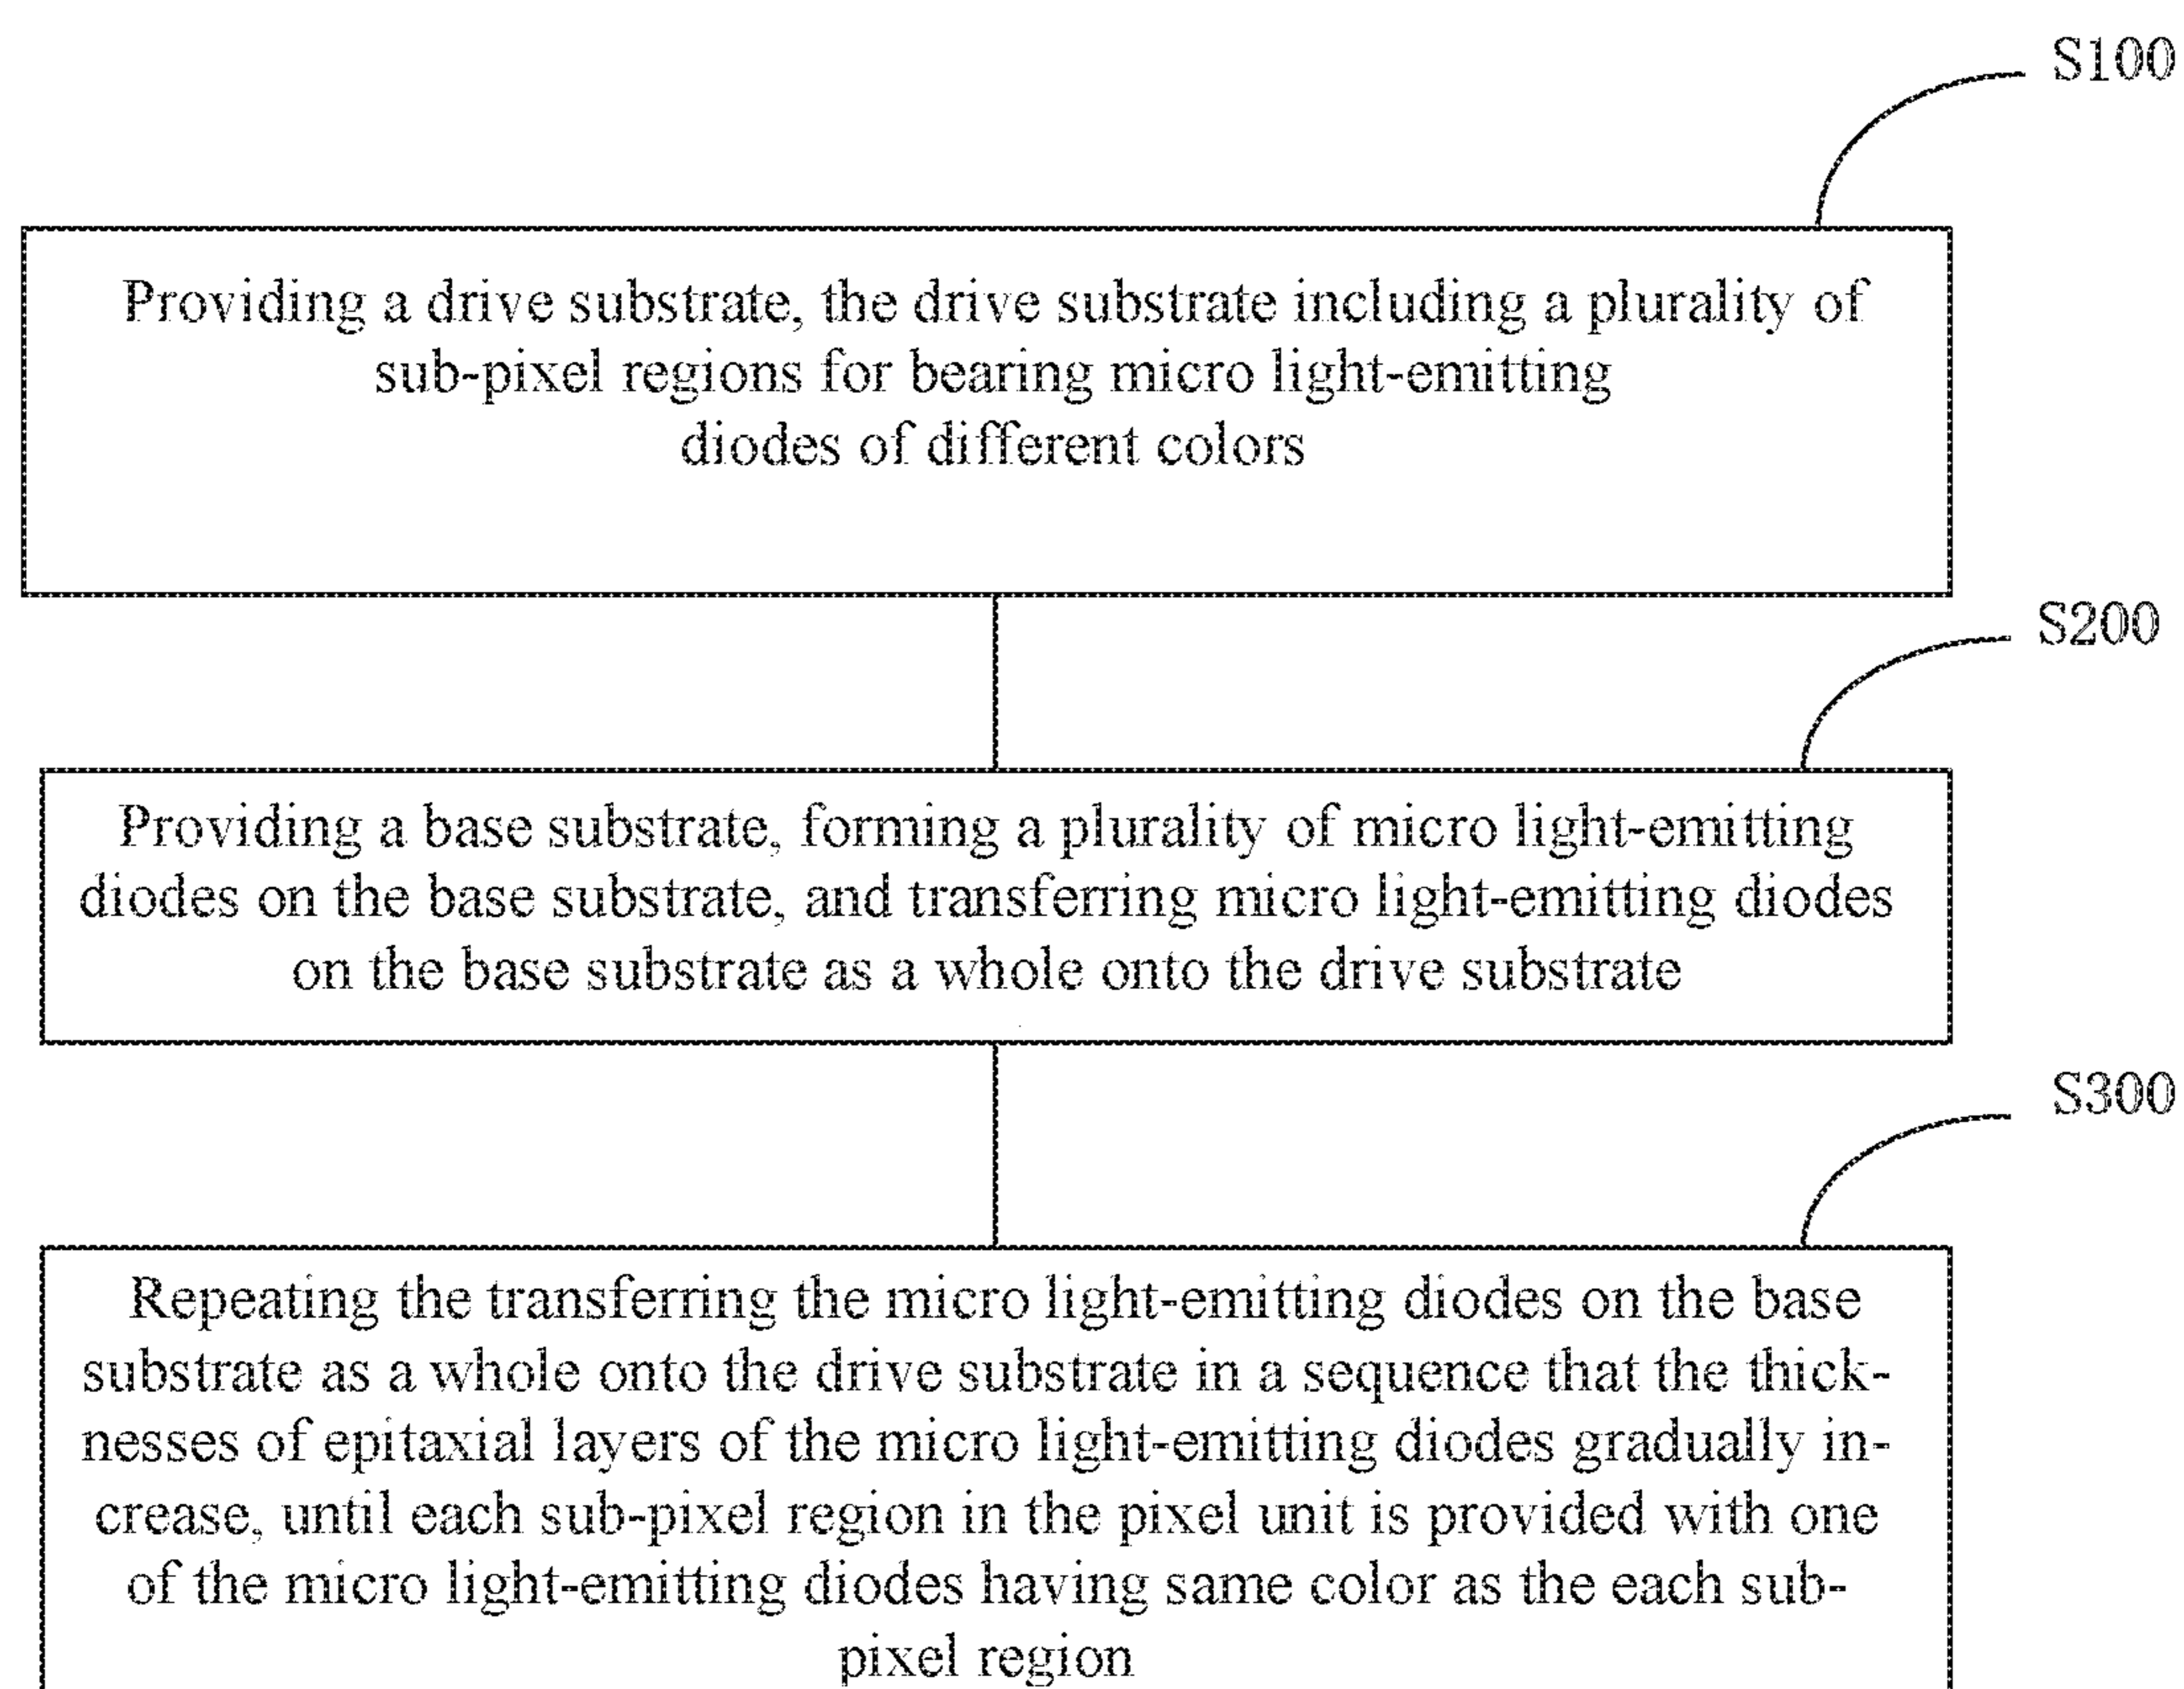 S100
Providing a drive substrate, the drive substrate including a plurality of
sub-pixel regions for bearing micro light-emitting
diodes of different colors
S200
Providing a base substrate, forming a plurality of micro light-emitting
diodes on the base substrate, and transferring micro light-emitting diodes
on the base substrate as a whole onto the drive substrate
S300
Repeating the transferring the micro light-emitting diodes on the base
substrate as a whole onto the drive substrate in a sequence that the thick-
nesses of epitaxial layers of the micro light-emitting diodes gradually in-
crease, until each sub-pixel region in the pixel unit is provided with one
of the micro light-emitting diodes having same color as the each sub-
pixel region